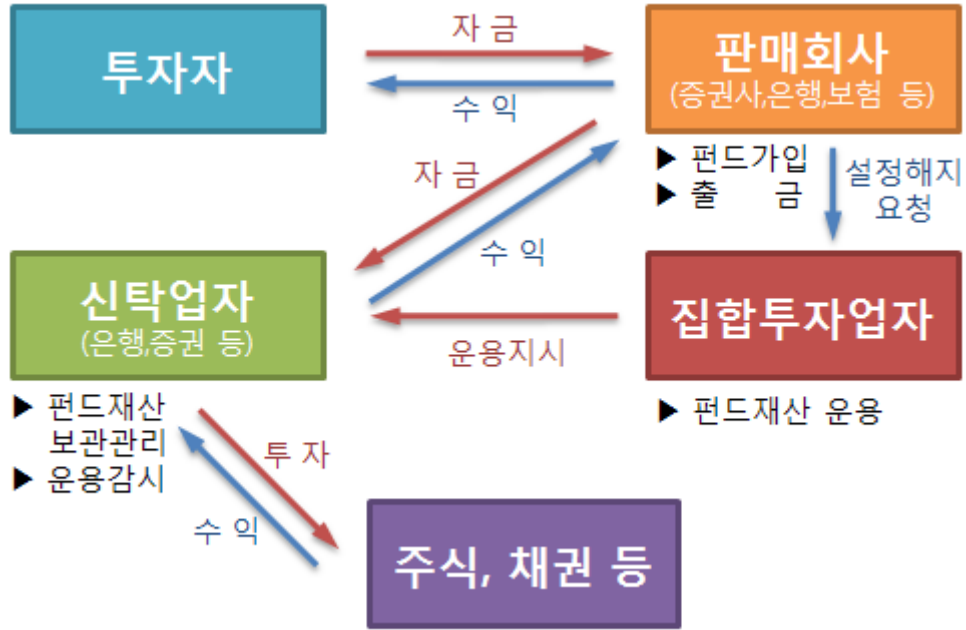 투자자
자 금
수 익
판매회사
(증권사,은행,보험 등)
▶ 펀드가입
▶ 출 금
설정해지
요청
자 금
수 익
신탁업자
(은행,증권 등)
운용지시
집합투자업자
▶ 펀드재산
보관관리
▶ 운용감시
▶ 펀드재산 운용
투 자
수 익
주식, 채권 등